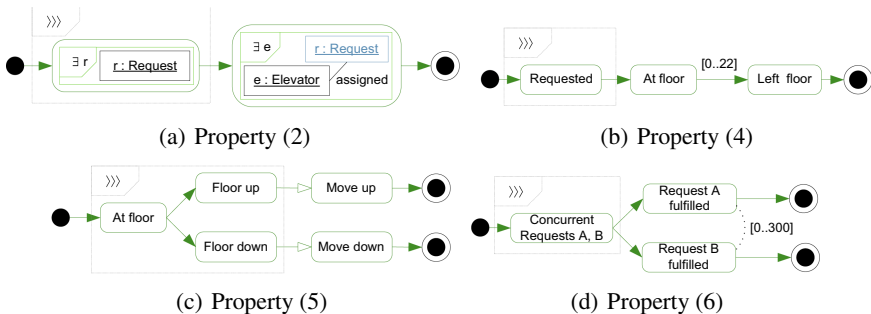 ⟩⟩⟩
∃ r
r : Request
∃ e
r : Request
e : Elevator
assigned
(a) Property (2)
⟩⟩⟩
Requested
At floor
[0..22]
Left floor
(b) Property (4)
⟩⟩⟩
At floor
Floor up
Move up
Floor down
Move down
(c) Property (5)
⟩⟩⟩
Concurrent
Requests A, B
Request A
fulfilled
[0..300]
Request B
fulfilled
(d) Property (6)